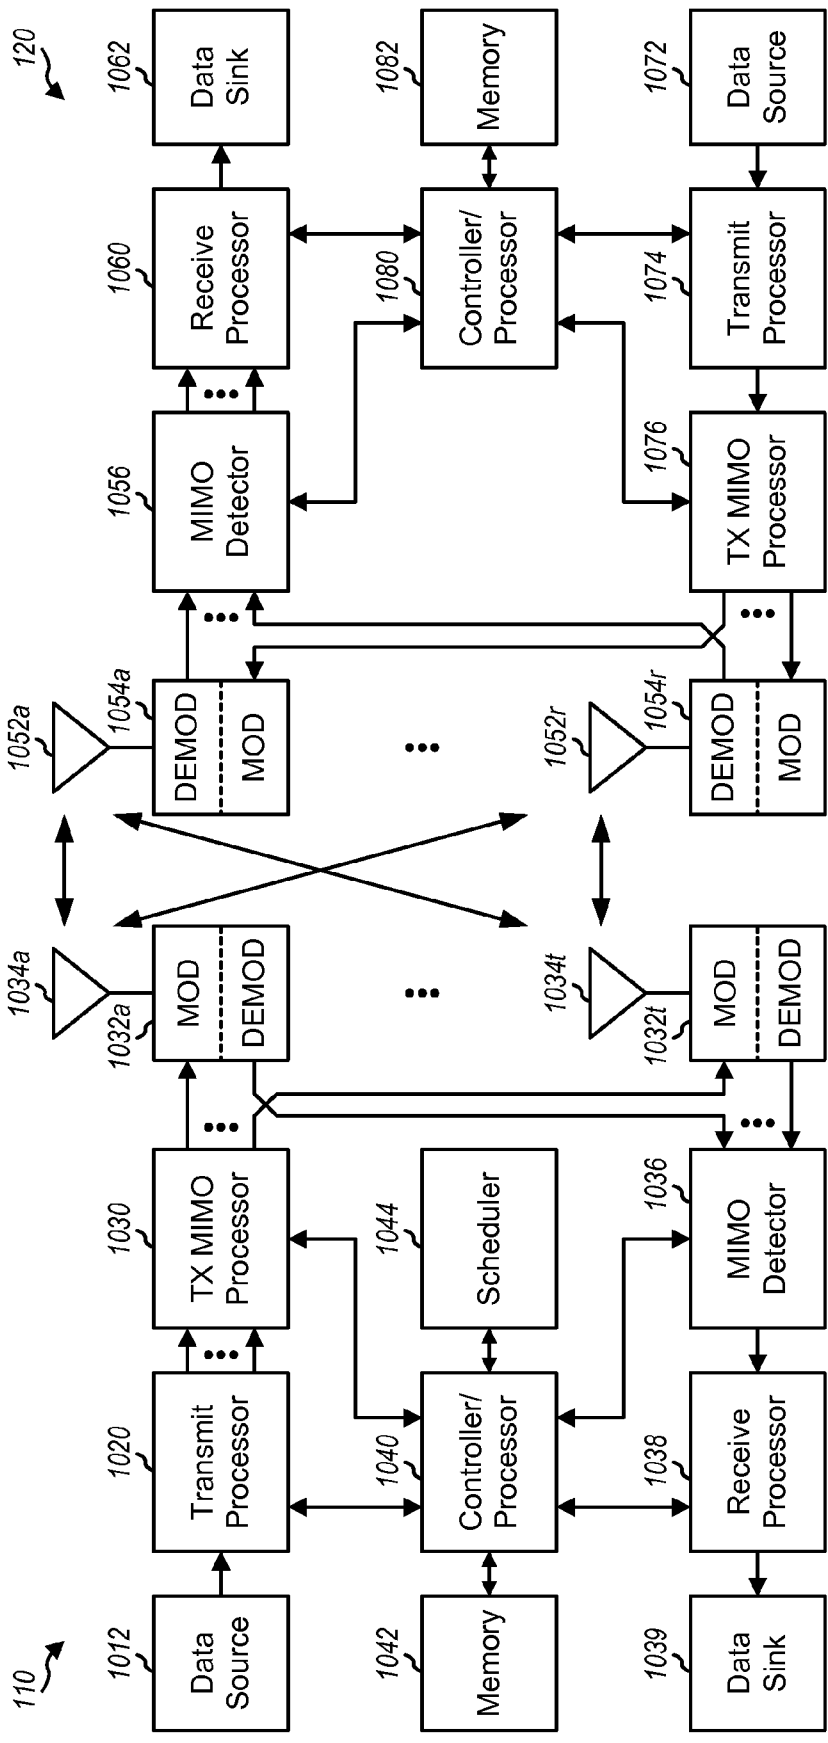 110
1012
Data
Source
1020
Transmit
Processor
1030
TX MIMO
Processor
1034a
1032a
MOD
DEMOD
1052a
1054a
DEMOD
MOD
1056
MIMO
Detector
1060
Receive
Processor
1062
Data
Sink
120
1042
Memory
1040
Controller/
Processor
1044
Scheduler
1080
Controller/
Processor
1082
Memory
1039
Data
Sink
1038
Receive
Processor
1036
MIMO
Detector
1034t
1032t
MOD
DEMOD
1052r
1054r
DEMOD
MOD
1076
TX MIMO
Processor
1074
Transmit
Processor
1072
Data
Source